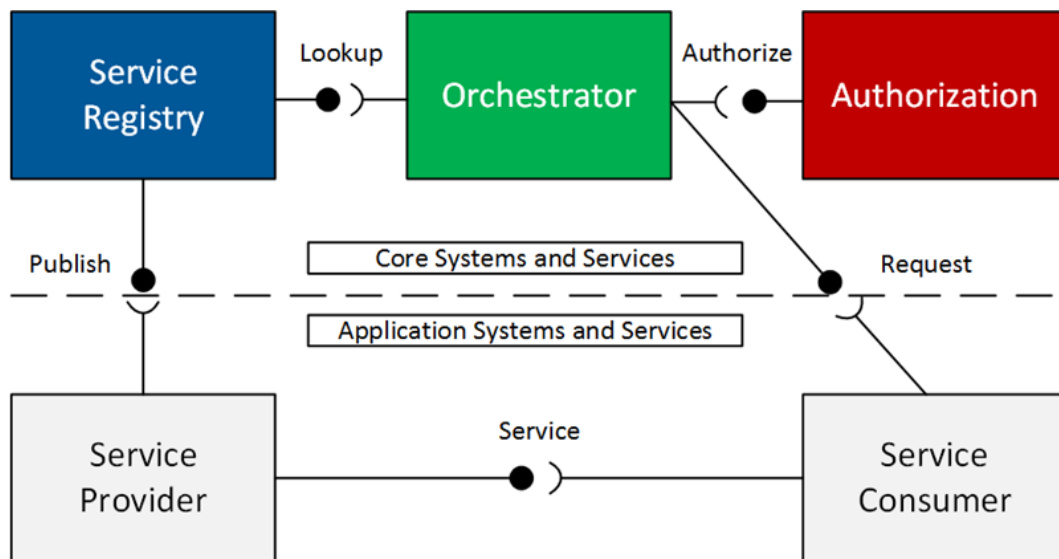 Service
Registry
Lookup
Orchestrator
Authorize
Authorization
Publish
Core Systems and Services
Request
Application Systems and Services
Service
Provider
Service
Service
Consumer